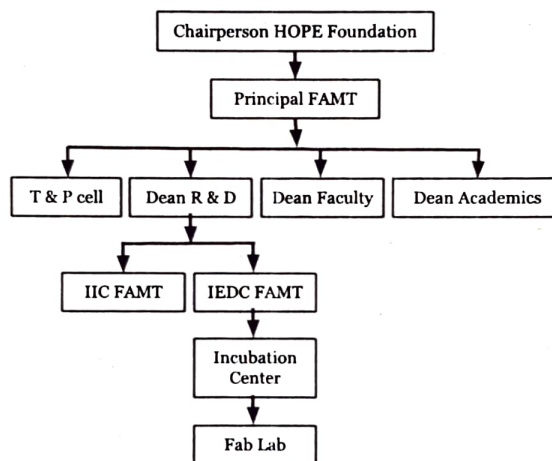 Chairperson HOPE Foundation
Principal FAMT
T & P cell
Dean R & D
Dean Faculty
Dean Academics
IIC FAMT
IEDC FAMT
Incubation
Center
Fab Lab